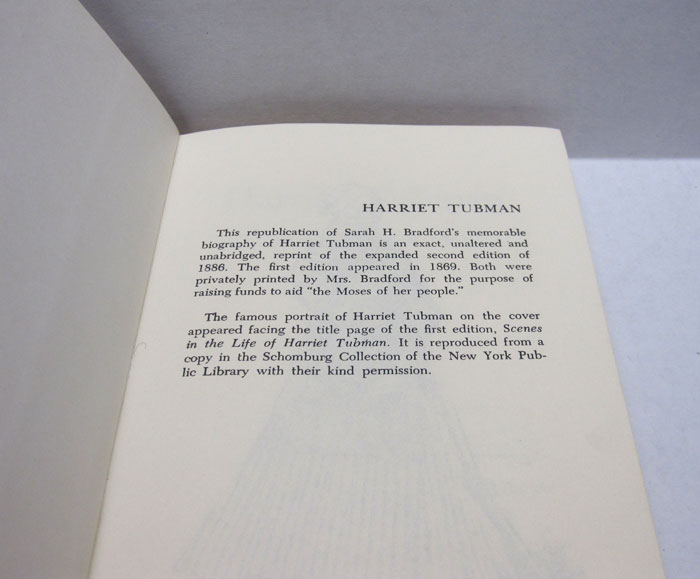 HARRIET TUBMAN
This republication of Sarah H. Bradford's memorable
biography of Harriet Tubman is an exact, unaltered and
unabridged, reprint of the expanded second edition of
1886. The first edition appeared in 1869. Both were
privately printed by Mrs. Bradford for the purpose of
raising funds to aid "the Moses of her people."
The famous portrait of Harriet Tubman on the cover
appeared facing the title page of the first edition, Scenes
in the Life of Harriet Tubman. It is reproduced from a
copy in the Schomburg Collection of the New York Pub-
lic Library with their kind permission.